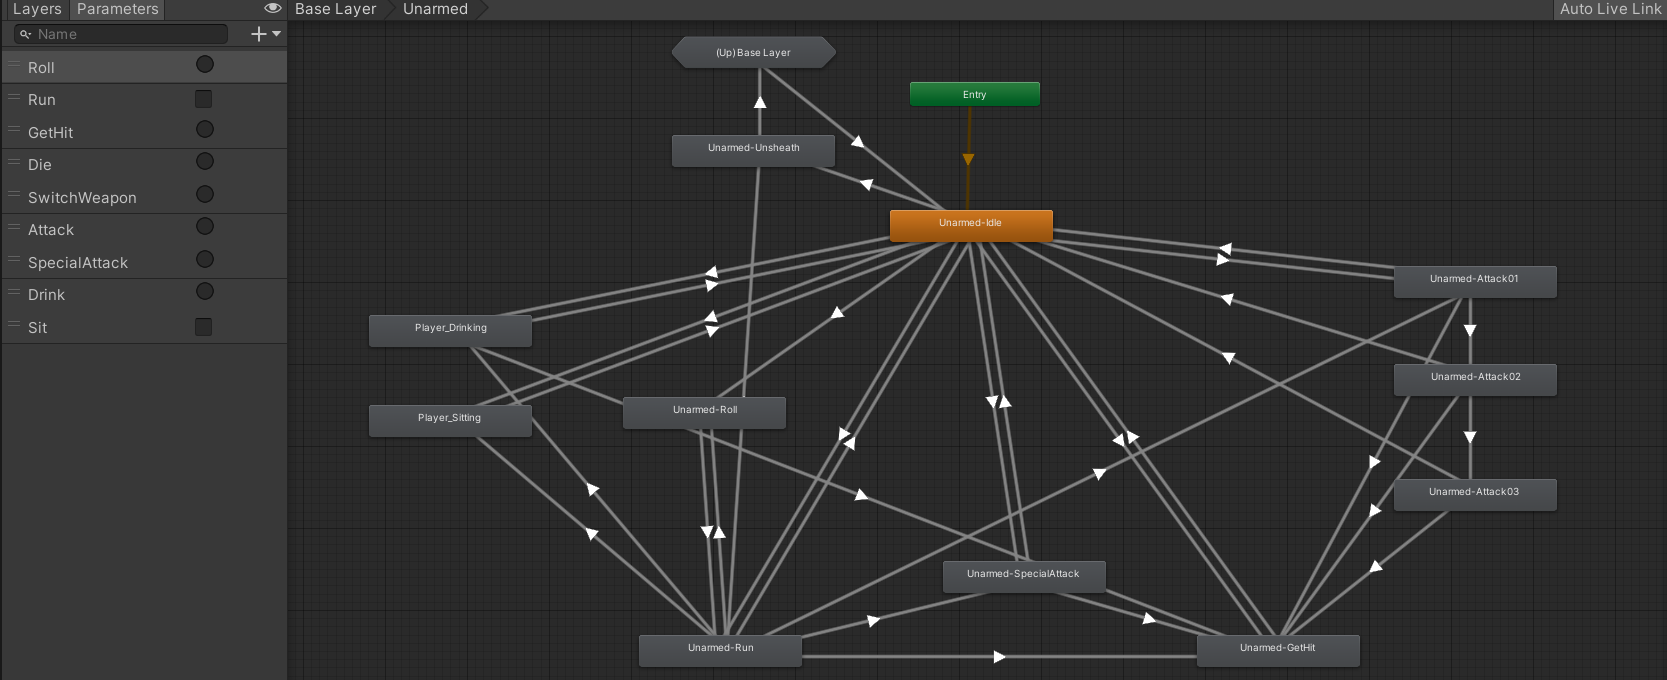 Layers Parameters
Base Layer Unarmed
Auto Live Link
Name
Roll
Run
GetHit
Die
SwitchWeapon
Attack
SpecialAttack
Drink
Sit
(Up) Base Layer
Entry
Unarmed-Unsheath
Unarmed-Idle
Unarmed-Attack01
Player_Drinking
Unarmed-Attack02
Player_Sitting
Unarmed-Roll
Unarmed-Attack03
Unarmed-SpecialAttack
Unarmed-Run
Unarmed-GetHit